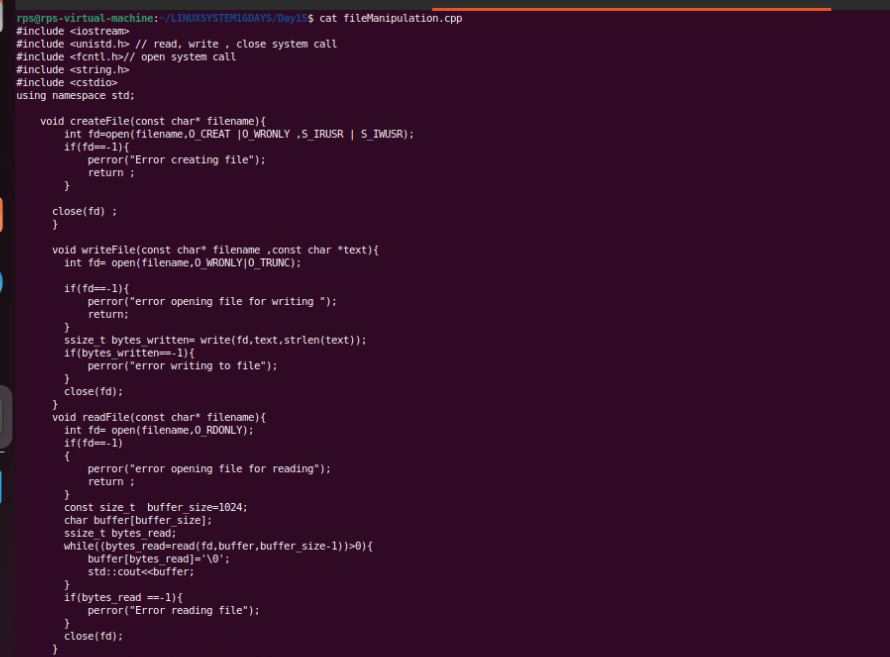 rps@rps-virtual-machine:~/LINUXSYSTEM16DAYS/Day15$ cat fileManipulation.cpp
#include <iostream>
#include <unistd.h> // read, write , close system call
#include <fcntl.h>// open system call
#include <string.h>
#include <cstdio>
using namespace std;

    void createFile(const char* filename){
        int fd=open(filename,O_CREAT |O_WRONLY ,S_IRUSR | S_IWUSR);
        if(fd==-1){
            perror("Error creating file");
            return ;
        }

      close(fd) ;
      }

      void writeFile(const char* filename ,const char *text){
        int fd= open(filename,O_WRONLY|O_TRUNC);

        if(fd==-1){
            perror("error opening file for writing ");
            return;
        }
        ssize_t bytes_written= write(fd,text,strlen(text));
        if(bytes_written==-1){
            perror("error writing to file");
        }
        close(fd);
      }
      void readFile(const char* filename){
        int fd= open(filename,O_RDONLY);
        if(fd==-1)
        {
            perror("error opening file for reading");
            return ;
        }
        const size_t  buffer_size=1024;
        char buffer[buffer_size];
        ssize_t bytes_read;
        while((bytes_read=read(fd,buffer,buffer_size-1))>0){
            buffer[bytes_read]='\0';
            std::cout<<buffer;
        }
        if(bytes_read ==-1){
            perror("Error reading file");
        }
        close(fd);
      }